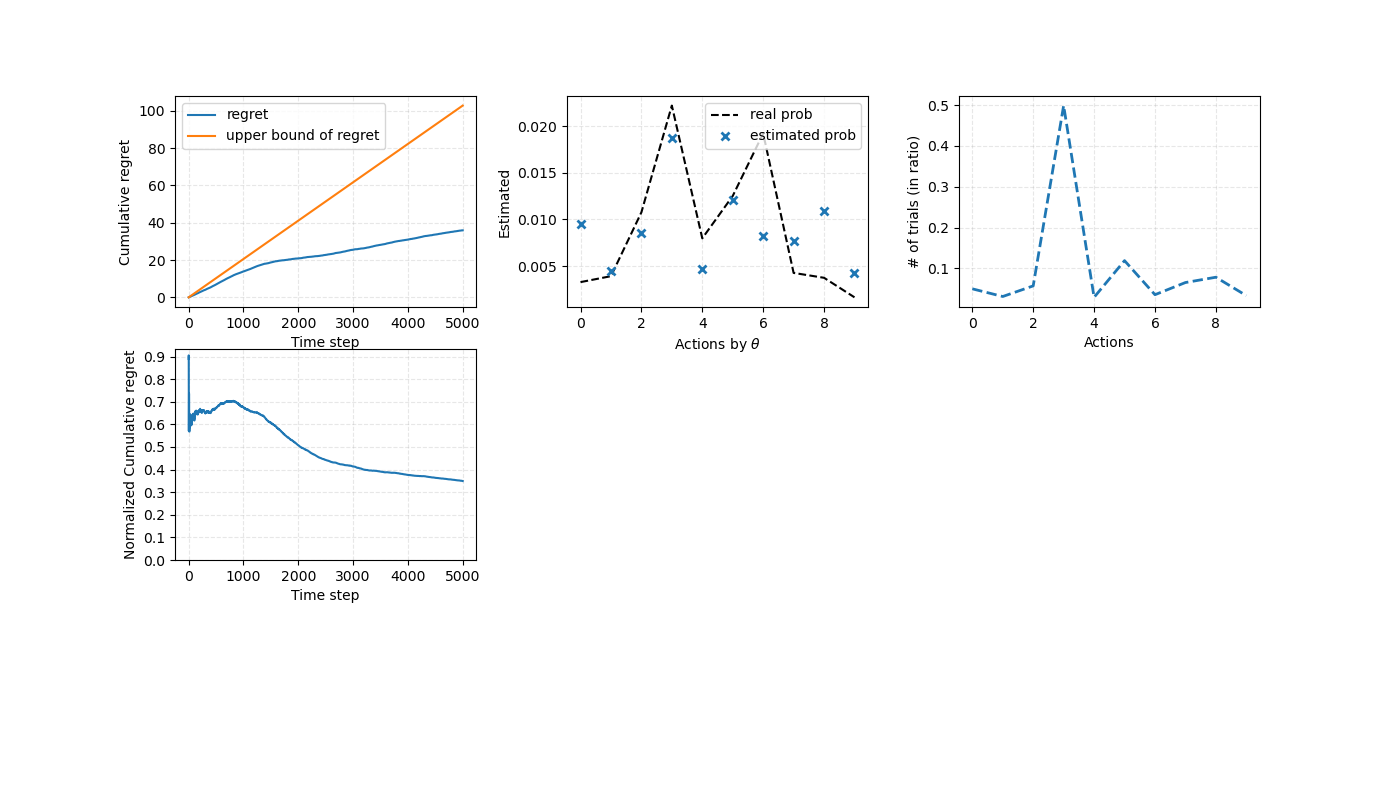 100
80
60
40
20
0
Cumulative regret
regret
upper bound of regret
0 1000 2000 3000 4000 5000
Time step
0.020
0.015
0.010
0.005
Estimated
real prob
estimated prob
0 2 4 6 8
Actions by θ
0.5
0.4
0.3
0.2
0.1
# of trials (in ratio)
0 2 4 6 8
Actions
0.9
0.8
0.7
0.6
0.5
0.4
0.3
0.2
0.1
0.0
Normalized Cumulative regret
0 1000 2000 3000 4000 5000
Time step